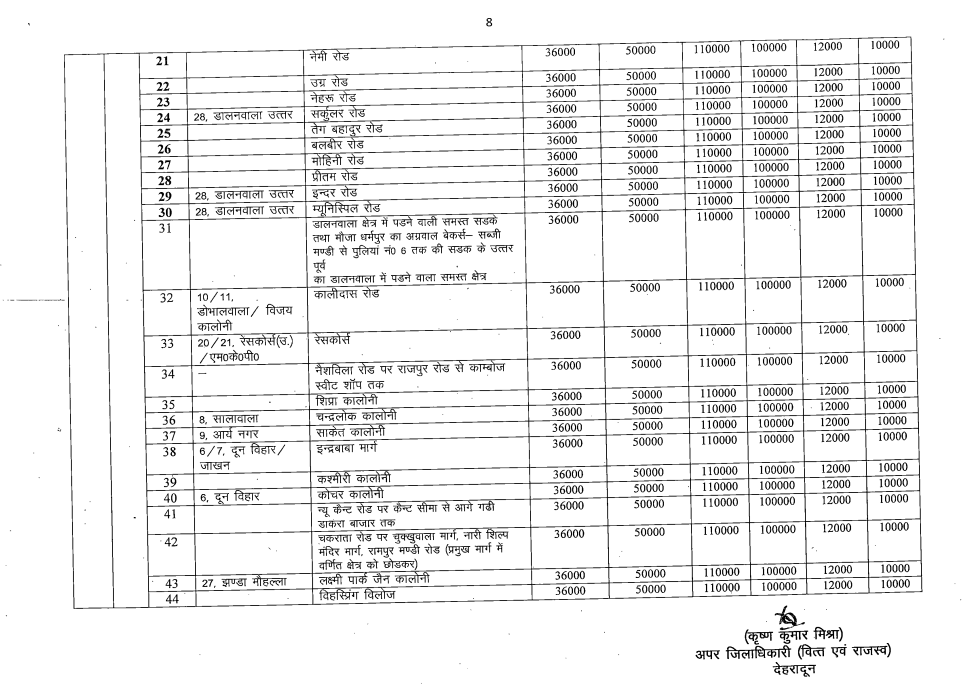 8
21 नेमी रोड 36000 50000 110000 100000 12000 10000
22 उग्र रोड 36000 50000 110000 100000 12000 10000
23 नेहरू रोड 36000 50000 110000 100000 12000 10000
24 28, डालनवाला उत्तर सर्कुलर रोड 36000 50000 110000 100000 12000 10000
25 तेग बहादुर रोड 36000 50000 110000 100000 12000 10000
26 बलबीर रोड 36000 50000 110000 100000 12000 10000
27 मोहिनी रोड 36000 50000 110000 100000 12000 10000
28 प्रीतम रोड 36000 50000 110000 100000 12000 10000
29 28, डालनवाला उत्तर इन्दर रोड 36000 50000 110000 100000 12000 10000
30 28, डालनवाला उत्तर म्यूनिस्पिल रोड 36000 50000 110000 100000 12000 10000
31 डालनवाला क्षेत्र में पडने वाली समस्त सडके 36000 50000 110000 100000 12000 10000
तथा मौजा धर्मपुर का अग्रवाल बेकर्स– सब्जी
मण्डी से पुलियां नं0 6 तक की सडक के उत्तर
पूर्व
का डालनवाला में पडने वाला समस्त क्षेत्र
32 10/11, कालीदास रोड 36000 50000 110000 100000 12000 10000
डोभालवाला/ विजय
कालोनी
33 20/21, रेसकोर्स(उ.) रेसकोर्स 36000 50000 110000 100000 12000 10000
/एम0के0पी0
34 – नैशविला रोड पर राजपुर रोड से काम्बोज 36000 50000 110000 100000 12000 10000
स्वीट शॉप तक
35 शिप्रा कालोनी 36000 50000 110000 100000 12000 10000
36 8, सालावाला चन्द्रलोक कालोनी 36000 50000 110000 100000 12000 10000
37 9, आर्य नगर साकेत कालोनी 36000 50000 110000 100000 12000 10000
38 6/7, दून विहार/ इन्द्रबाबा मार्ग 36000 50000 110000 100000 12000 10000
जाखन
39 कश्मीरी कालोनी 36000 50000 110000 100000 12000 10000
40 6, दून विहार कोचर कालोनी 36000 50000 110000 100000 12000 10000
41 न्यू कैन्ट रोड पर कैन्ट सीमा से आगे गढी 36000 50000 110000 100000 12000 10000
डाकरा बाजार तक
42 चकराता रोड पर चुक्खुवाला मार्ग, नारी शिल्प 36000 50000 110000 100000 12000 10000
मंदिर मार्ग, रामपुर मण्डी रोड (प्रमुख मार्ग में
वर्णित क्षेत्र को छोडकर)
43 27, झण्डा मौहल्ला लक्ष्मी पार्क जैन कालोनी 36000 50000 110000 100000 12000 10000
44 विहस्प्रिंग विलोज 36000 50000 110000 100000 12000 10000
(कृष्ण कुमार मिश्रा)
अपर जिलाधिकारी (वित्त एवं राजस्व)
देहरादून